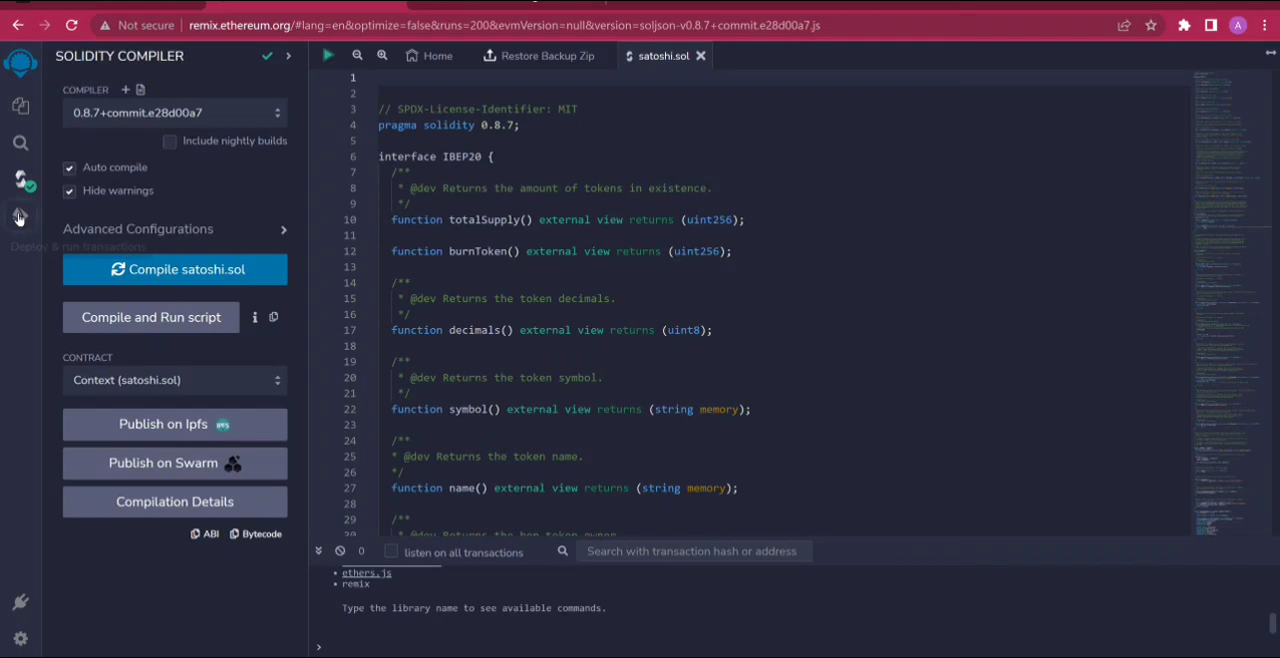 Not secure
remix.ethereum.org/#lang=en&optimize=false&runs=200&evmVersion=null&version=soljson-v0.8.7+commit.e28d00a7.js
A
SOLIDITY COMPILER
COMPILER
0.8.7+commit.e28d00a7
Include nightly builds
Auto compile
Hide warnings
Advanced Configurations
Deploy & run transactions
Compile satoshi.sol
Compile and Run script
CONTRACT
Context (satoshi.sol)
Publish on Ipfs
IPFS
Publish on Swarm
Compilation Details
ABI Bytecode
Home Restore Backup Zip satoshi.sol
1
2
3 // SPDX-License-Identifier: MIT
4 pragma solidity 0.8.7;
5
6 interface IBEP20 {
7 /**
8 * @dev Returns the amount of tokens in existence.
9 */
10 function totalSupply() external view returns (uint256);
11
12 function burnToken() external view returns (uint256);
13
14 /**
15 * @dev Returns the token decimals.
16 */
17 function decimals() external view returns (uint8);
18
19 /**
20 * @dev Returns the token symbol.
21 */
22 function symbol() external view returns (string memory);
23
24 /**
25 * @dev Returns the token name.
26 */
27 function name() external view returns (string memory);
28
29 /**
30
0 listen on all transactions Search with transaction hash or address
• ethers.js
• remix
Type the library name to see available commands.
>